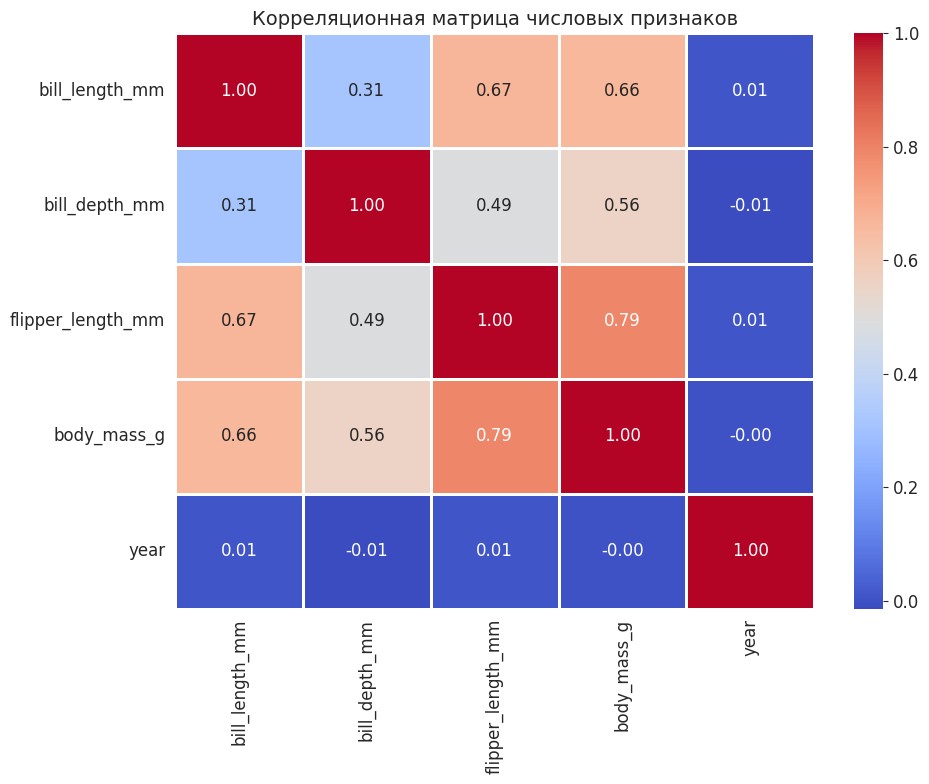 Корреляционная матрица числовых признаков
bill_length_mm 1.00 0.31 0.67 0.66 0.01
bill_depth_mm 0.31 1.00 0.49 0.56 -0.01
flipper_length_mm 0.67 0.49 1.00 0.79 0.01
body_mass_g 0.66 0.56 0.79 1.00 -0.00
year 0.01 -0.01 0.01 -0.00 1.00
bill_length_mm
bill_depth_mm
flipper_length_mm
body_mass_g
year
1.0
0.8
0.6
0.4
0.2
0.0